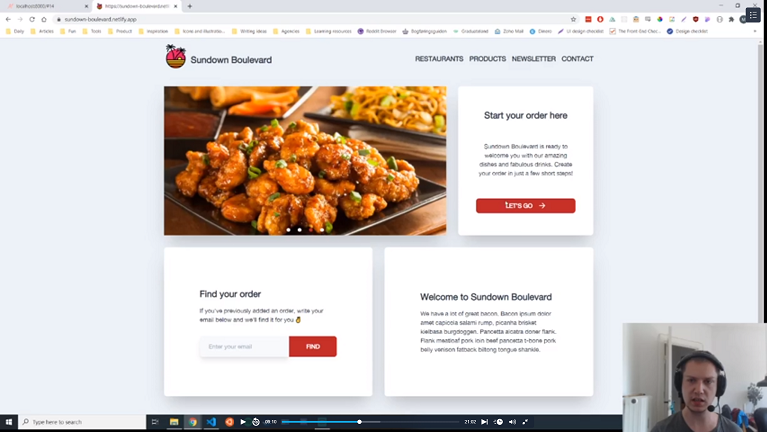 localhost:8080/#/4
https://sundown-boulevard.netl
sundown-boulevard.netlify.app
Daily
Articles
Fun
Tools
Product
Inspiration
Icons and illustratio...
Writing ideas
Agencies
Learning resources
Reddit Browser
Graduateland
Zoho Mail
Dinero
UI design checklist
The Front End Chec...
Design checklist
Sundown Boulevard
RESTAURANTS
PRODUCTS
NEWSLETTER
CONTACT
Start your order here
Sundown Boulevard is ready to
welcome you with our amazing
dishes and fabulous drinks. Create
your order in just a few short steps!
LET'S GO →
Find your order
If you've previously added an order, write your
email below and we'll find it for you
Enter your email
FIND
Welcome to Sundown Boulevard
We have a lot of great bacon. Bacon ipsum dolor
amet capicola salami rump, picanha brisket
kielbasa burgdoggen. Pancetta alcatra doner flank.
Flank meatloaf pork loin beef pancetta t-bone pork
belly venison fatback biltong tongue shankle.
Type here to search
09:10
21:02